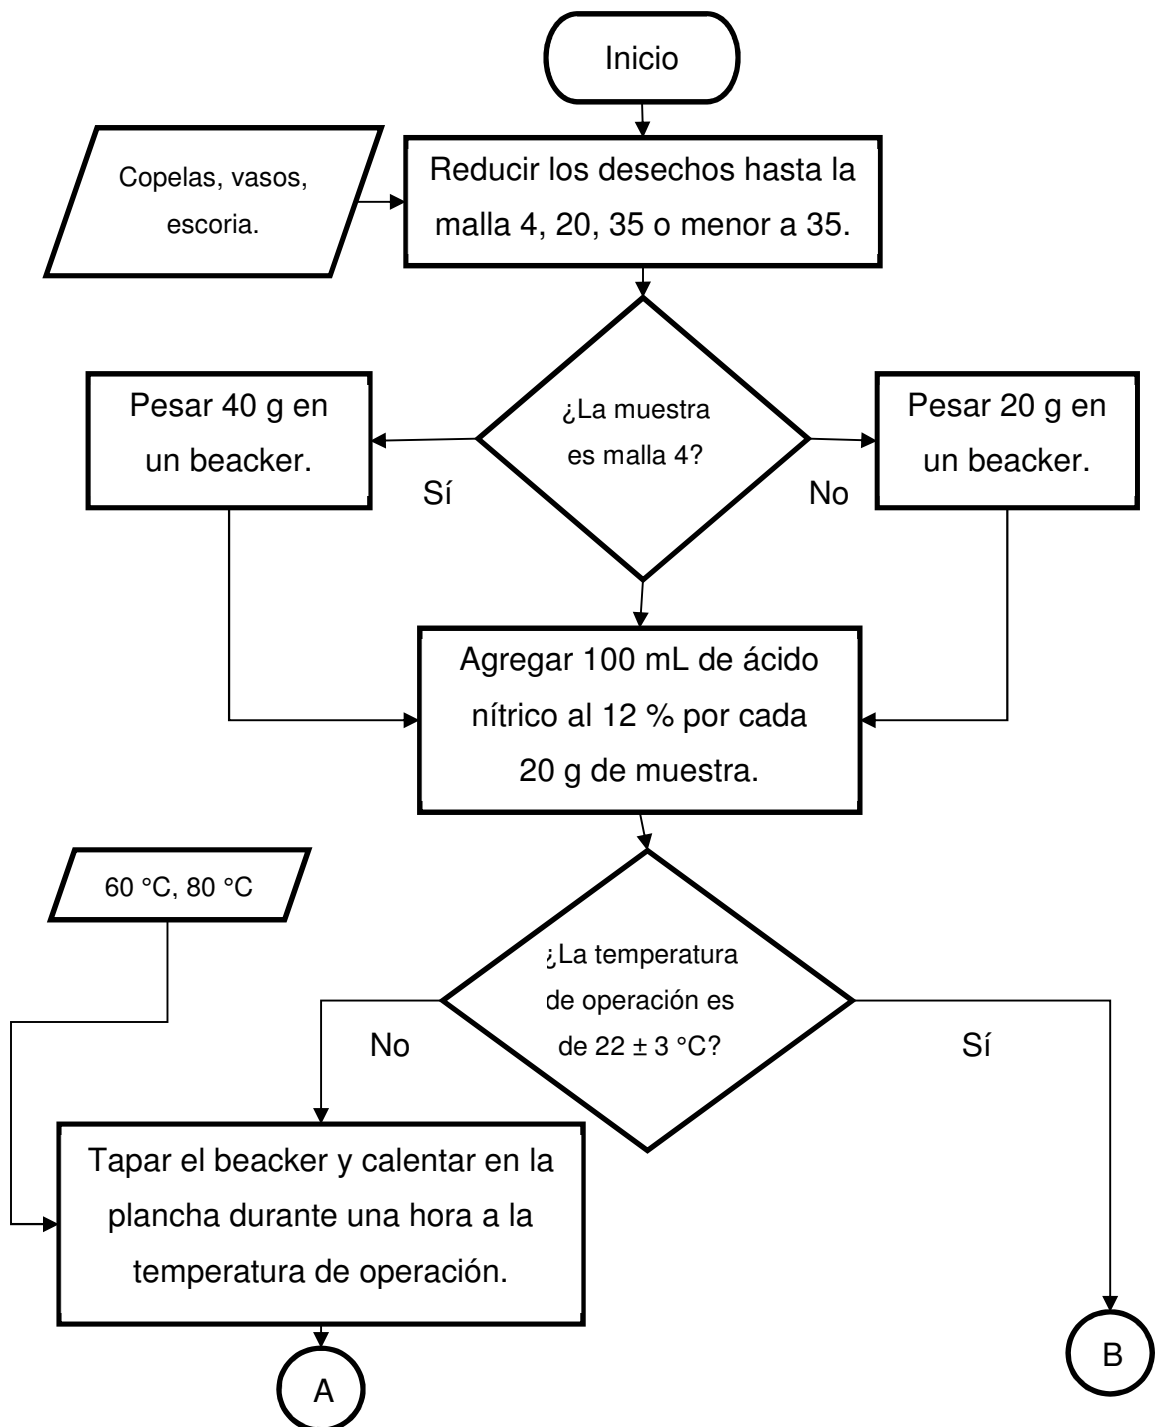 Inicio
Copelas, vasos,
escoria.
Reducir los desechos hasta la
malla 4, 20, 35 o menor a 35.
Pesar 40 g en
un beacker.
¿La muestra
es malla 4?
Pesar 20 g en
un beacker.
Sí
No
Agregar 100 mL de ácido
nítrico al 12 % por cada
20 g de muestra.
60 °C, 80 °C
¿La temperatura
de operación es
de 22 ± 3 °C?
No
Sí
Tapar el beacker y calentar en la
plancha durante una hora a la
temperatura de operación.
A
B